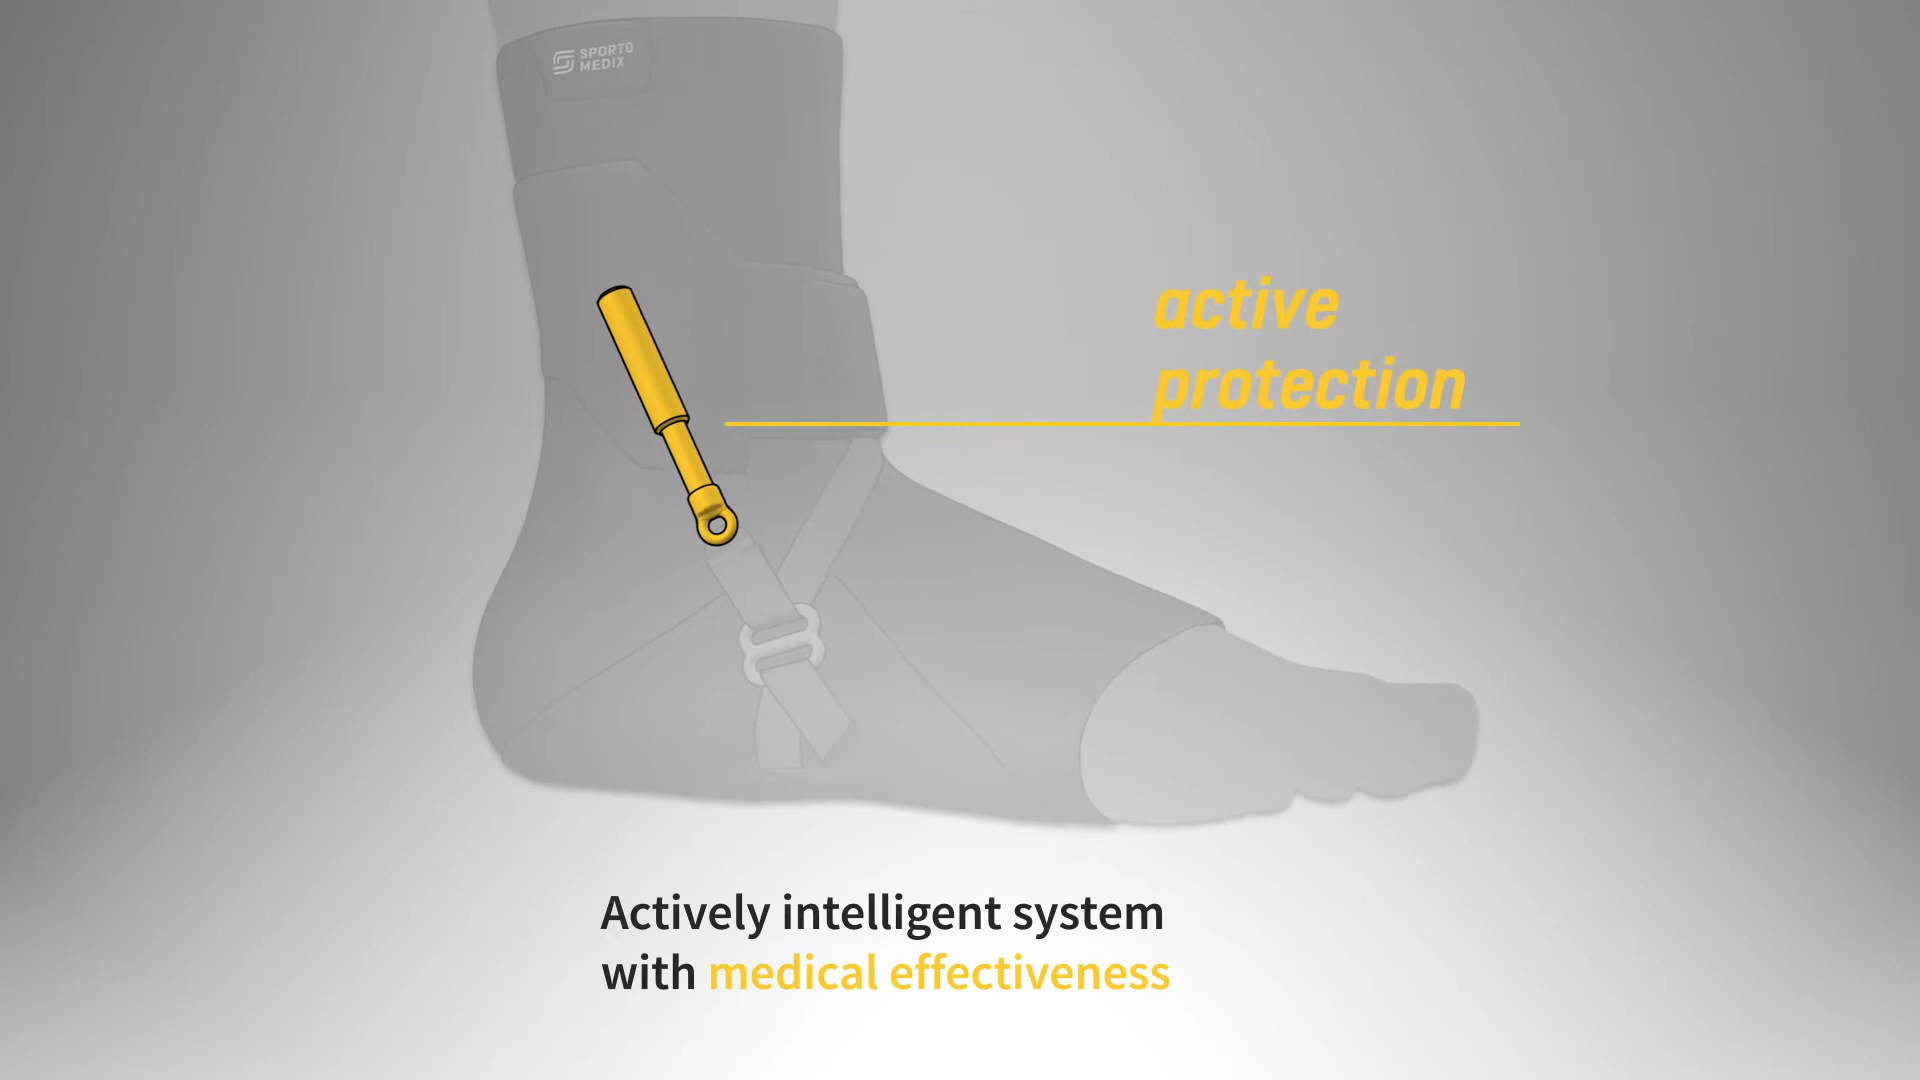 SPORTO
MEDIX
active
protection
Actively intelligent system
with medical effectiveness